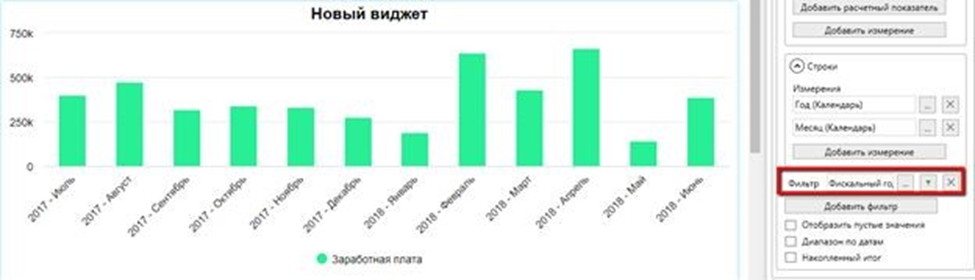 Новый виджет
750k
500k
250k
0
2017 - Июль
2017 - Август
2017 - Сентябрь
2017 - Октябрь
2017 - Ноябрь
2017 - Декабрь
2018 - Январь
2018 - Февраль
2018 - Март
2018 - Апрель
2018 - Май
2018 - Июнь
Заработная плата
Добавить расчетный показатель
Добавить измерение
Строки
Измерения
Год (Календарь) ... ×
Месяц (Календарь) ... ×
Добавить измерение
Фильтр Фискальный го, ... ▼ ×
Добавить фильтр
Отобразить пустые значения
Диапазон по датам
Накопленный итог